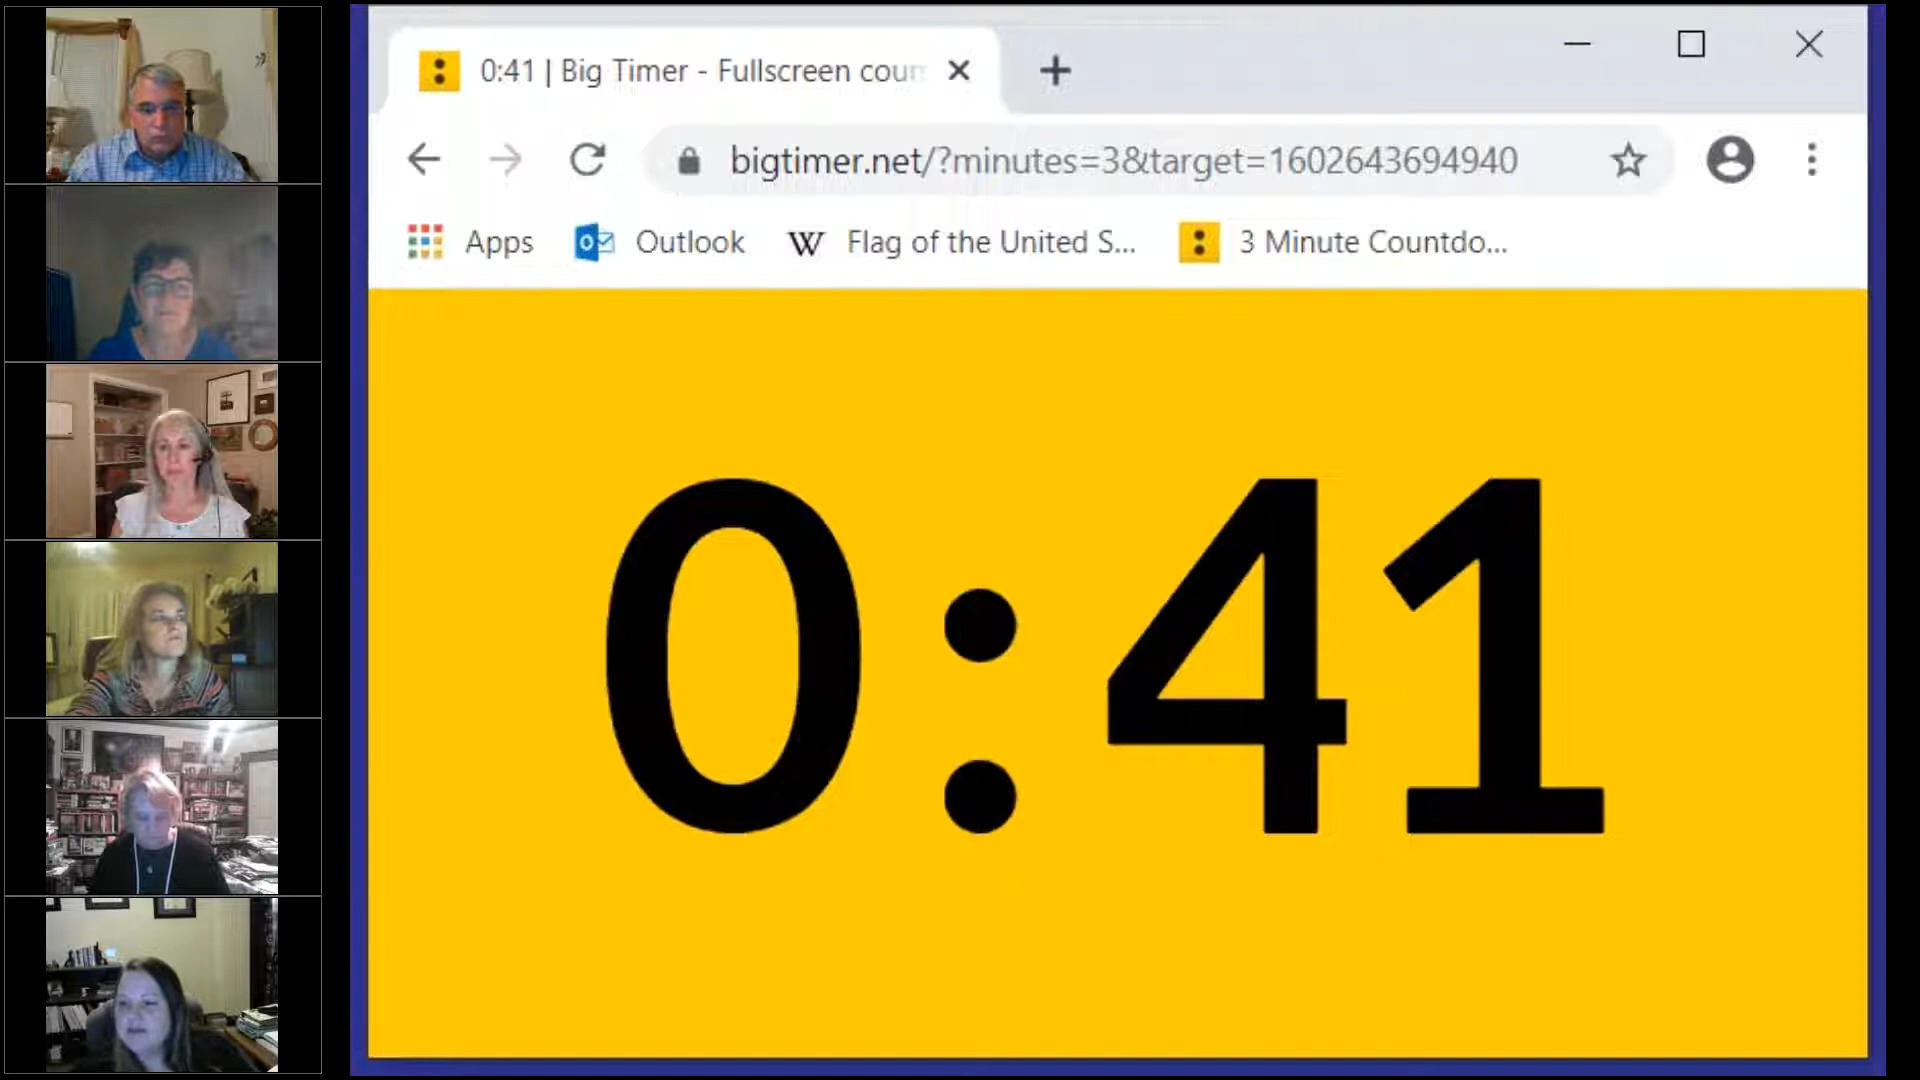 0:41 | Big Timer - Fullscreen coun
bigtimer.net/?minutes=3&target=1602643694940
Apps Outlook W Flag of the United S... 3 Minute Countdo...
0:41